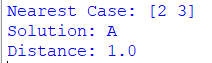 Nearest Case: [2 3]
Solution: A
Distance: 1.0